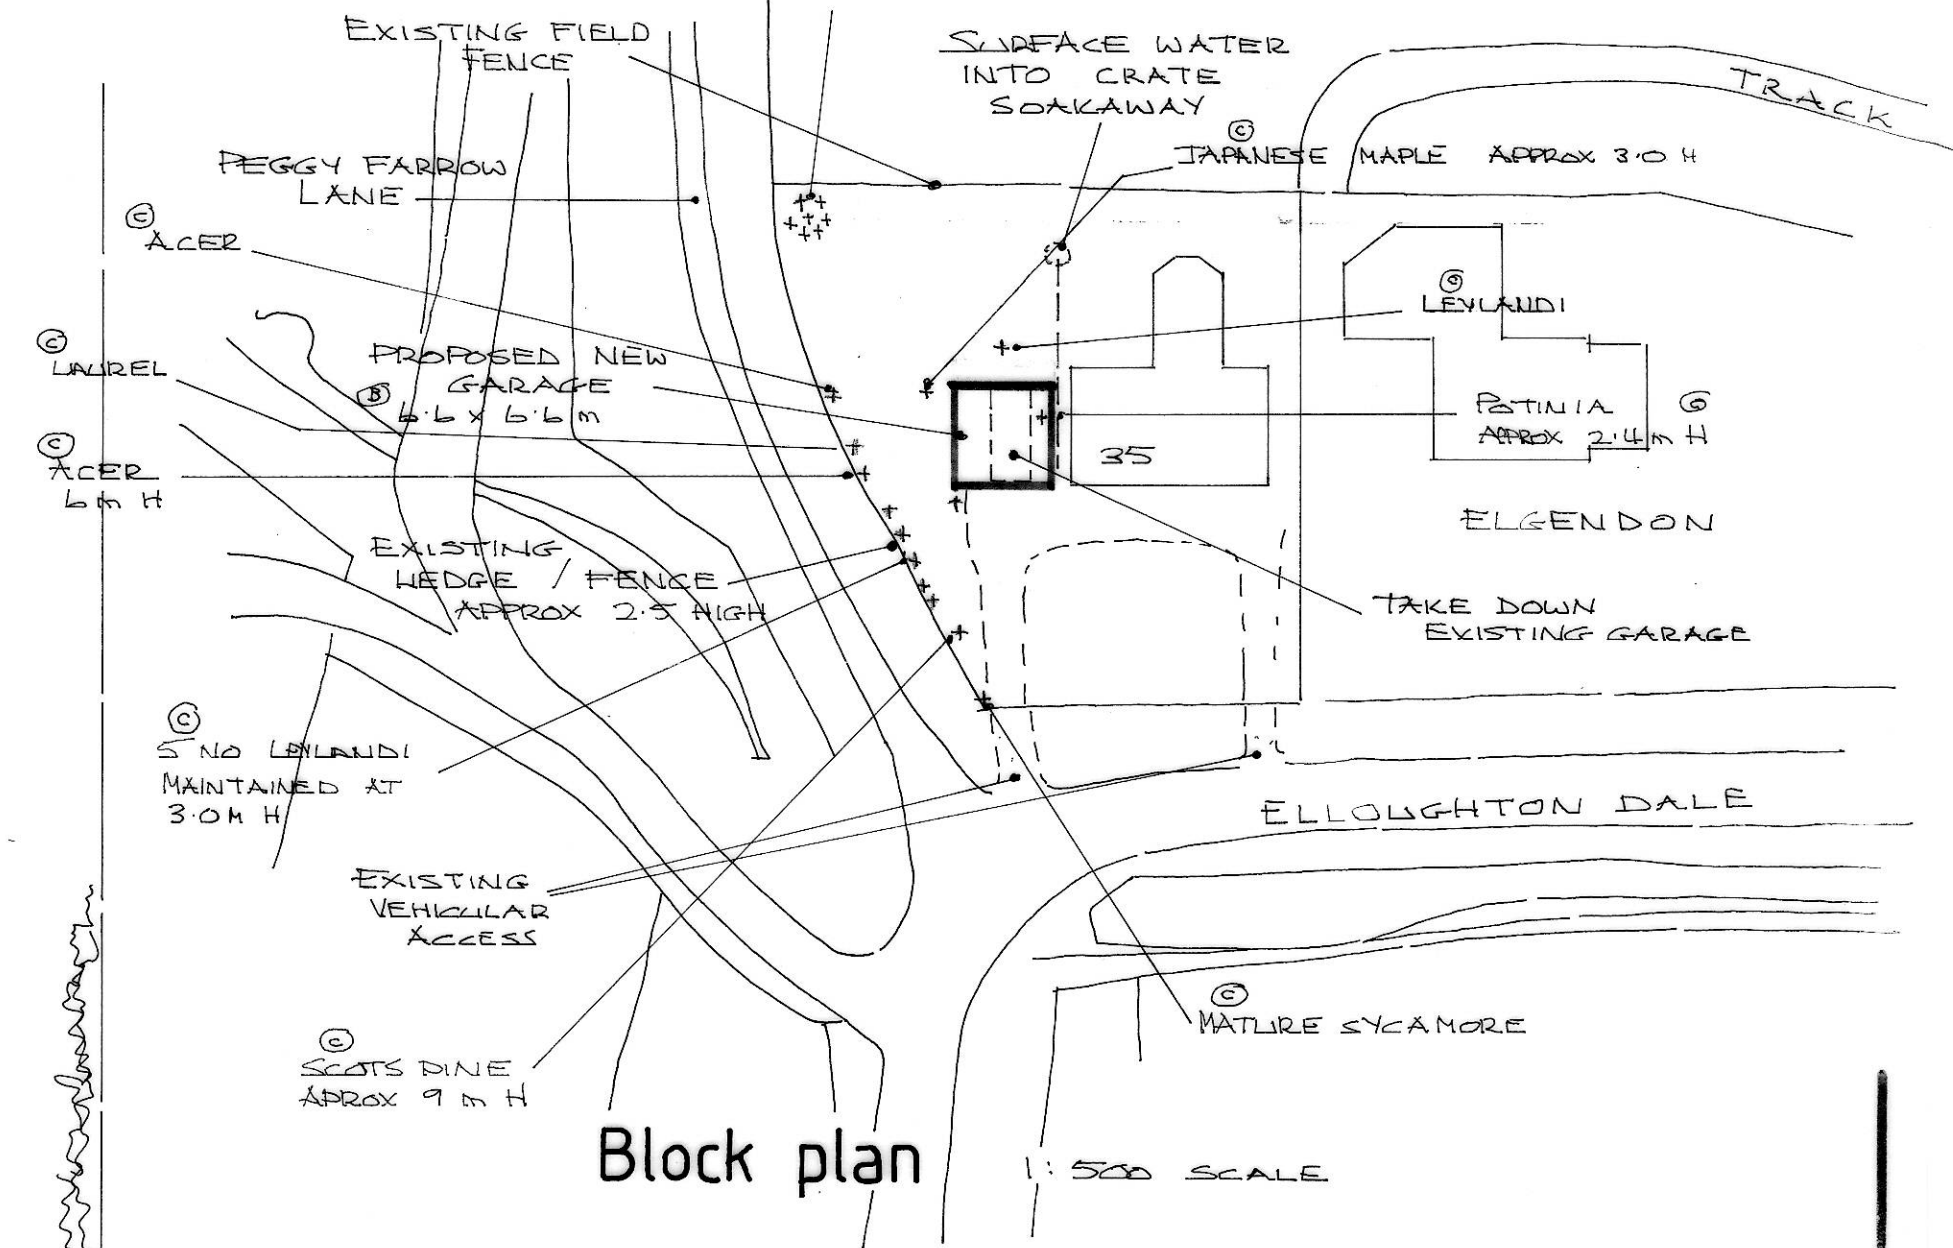 EXISTING FIELD
FENCE
SURFACE WATER
INTO CRATE
SOAKAWAY
TRACK
C
JAPANESE MAPLE APPROX 3.0 H
PEGGY FARROW
LANE
C
ACER
C
LEYLANDI
C
LAUREL
PROPOSED NEW
GARAGE
B
6.6 x 6.6 m
POTINIA
APPROX 2.4 m H
35
C
ACER
6 m H
ELGENDON
EXISTING
HEDGE / FENCE
APPROX 2.5 HIGH
TAKE DOWN
EXISTING GARAGE
C
5 NO LEYLANDI
MAINTAINED AT
3.0M H
ELLOUGHTON DALE
EXISTING
VEHICULAR
ACCESS
C
MATURE SYCAMORE
C
SCOTS PINE
APROX 9 m H
Block plan
1:500 SCALE